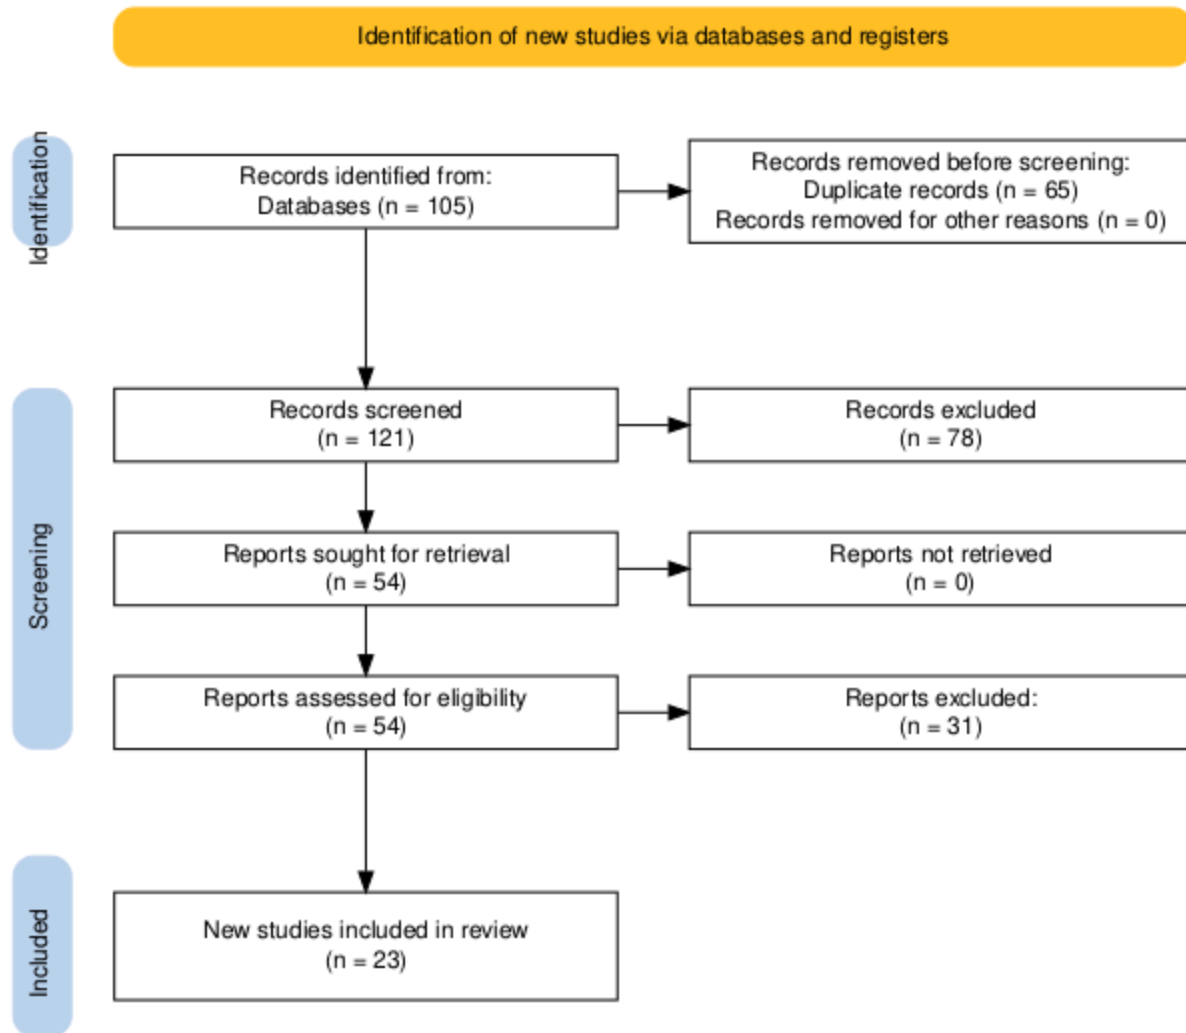 Identification of new studies via databases and registers
Identification
Records identified from:
Databases (n = 105)
Records removed before screening:
Duplicate records (n = 65)
Records removed for other reasons (n = 0)
Screening
Records screened
(n = 121)
Records excluded
(n = 78)
Reports sought for retrieval
(n = 54)
Reports not retrieved
(n = 0)
Reports assessed for eligibility
(n = 54)
Reports excluded:
(n = 31)
Included
New studies included in review
(n = 23)